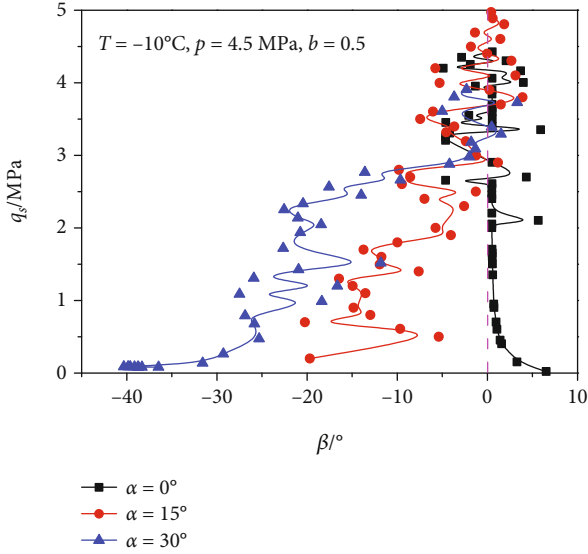 T = –10°C, p = 4.5 MPa, b = 0.5
qs/MPa
5
4
3
2
1
0
–40
–30
–20
–10
0
10
β/°
α = 0°
α = 15°
α = 30°